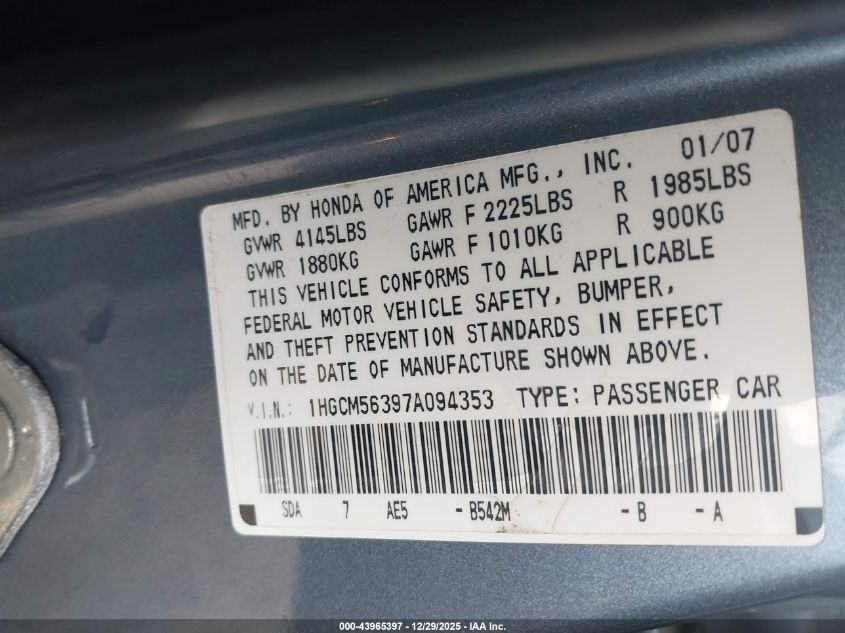 MFD. BY HONDA OF AMERICA MFG., INC. 01/07
GVWR 4145LBS GAWR F 2225LBS R 1985LBS
GVWR 1880KG GAWR F 1010KG R 900KG
THIS VEHICLE CONFORMS TO ALL APPLICABLE
FEDERAL MOTOR VEHICLE SAFETY, BUMPER,
AND THEFT PREVENTION STANDARDS IN EFFECT
ON THE DATE OF MANUFACTURE SHOWN ABOVE.
V.I.N.: 1HGCM56397A094353 TYPE: PASSENGER CAR
SDA 7 AE5 -B542M -B -A
000-43965397 - 12/29/2025 - IAA Inc.